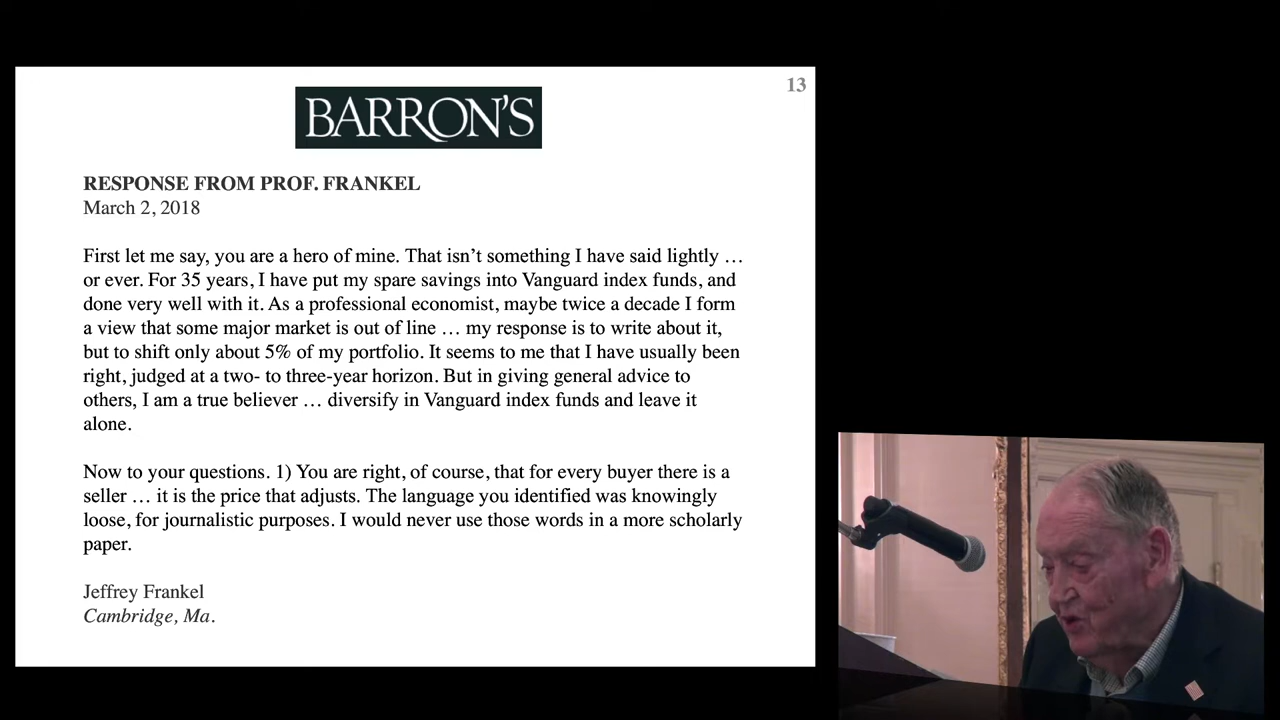 13
BARRON'S
RESPONSE FROM PROF. FRANKEL
March 2, 2018
First let me say, you are a hero of mine. That isn't something I have said lightly …
or ever. For 35 years, I have put my spare savings into Vanguard index funds, and
done very well with it. As a professional economist, maybe twice a decade I form
a view that some major market is out of line … my response is to write about it,
but to shift only about 5% of my portfolio. It seems to me that I have usually been
right, judged at a two- to three-year horizon. But in giving general advice to
others, I am a true believer … diversify in Vanguard index funds and leave it
alone.
Now to your questions. 1) You are right, of course, that for every buyer there is a
seller … it is the price that adjusts. The language you identified was knowingly
loose, for journalistic purposes. I would never use those words in a more scholarly
paper.
Jeffrey Frankel
Cambridge, Ma.